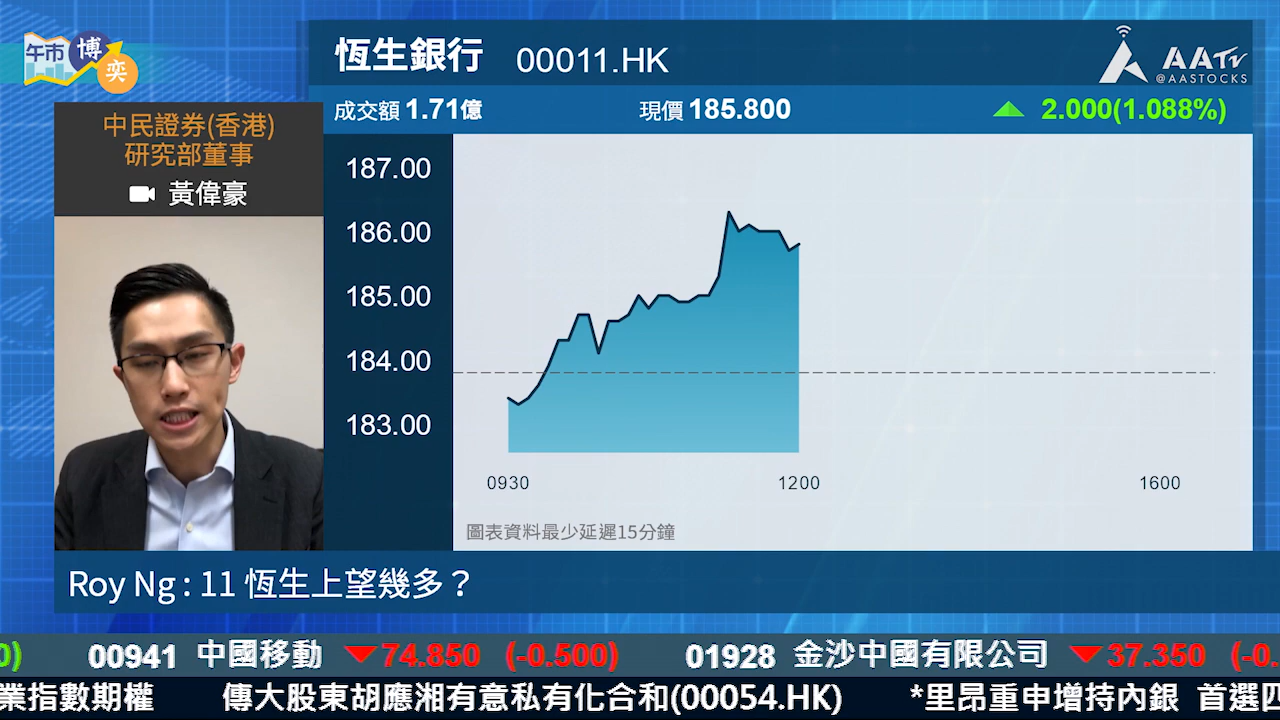 午市
博
奕
恆生銀行 00011.HK
AATV
@AASTOCKS
成交額 1.71億 現價 185.800 2.000(1.088%)
中民證券(香港)
研究部董事
黃偉豪
187.00
186.00
185.00
184.00
183.00
0930 1200 1600
圖表資料最少延遲15分鐘
Roy Ng : 11 恆生上望幾多？
0) 00941 中國移動 74.850 (-0.500) 01928 金沙中國有限公司 37.350 (-0.
業指數期權 傳大股東胡應湘有意私有化合和(00054.HK) *里昂重申增持內銀 首選四